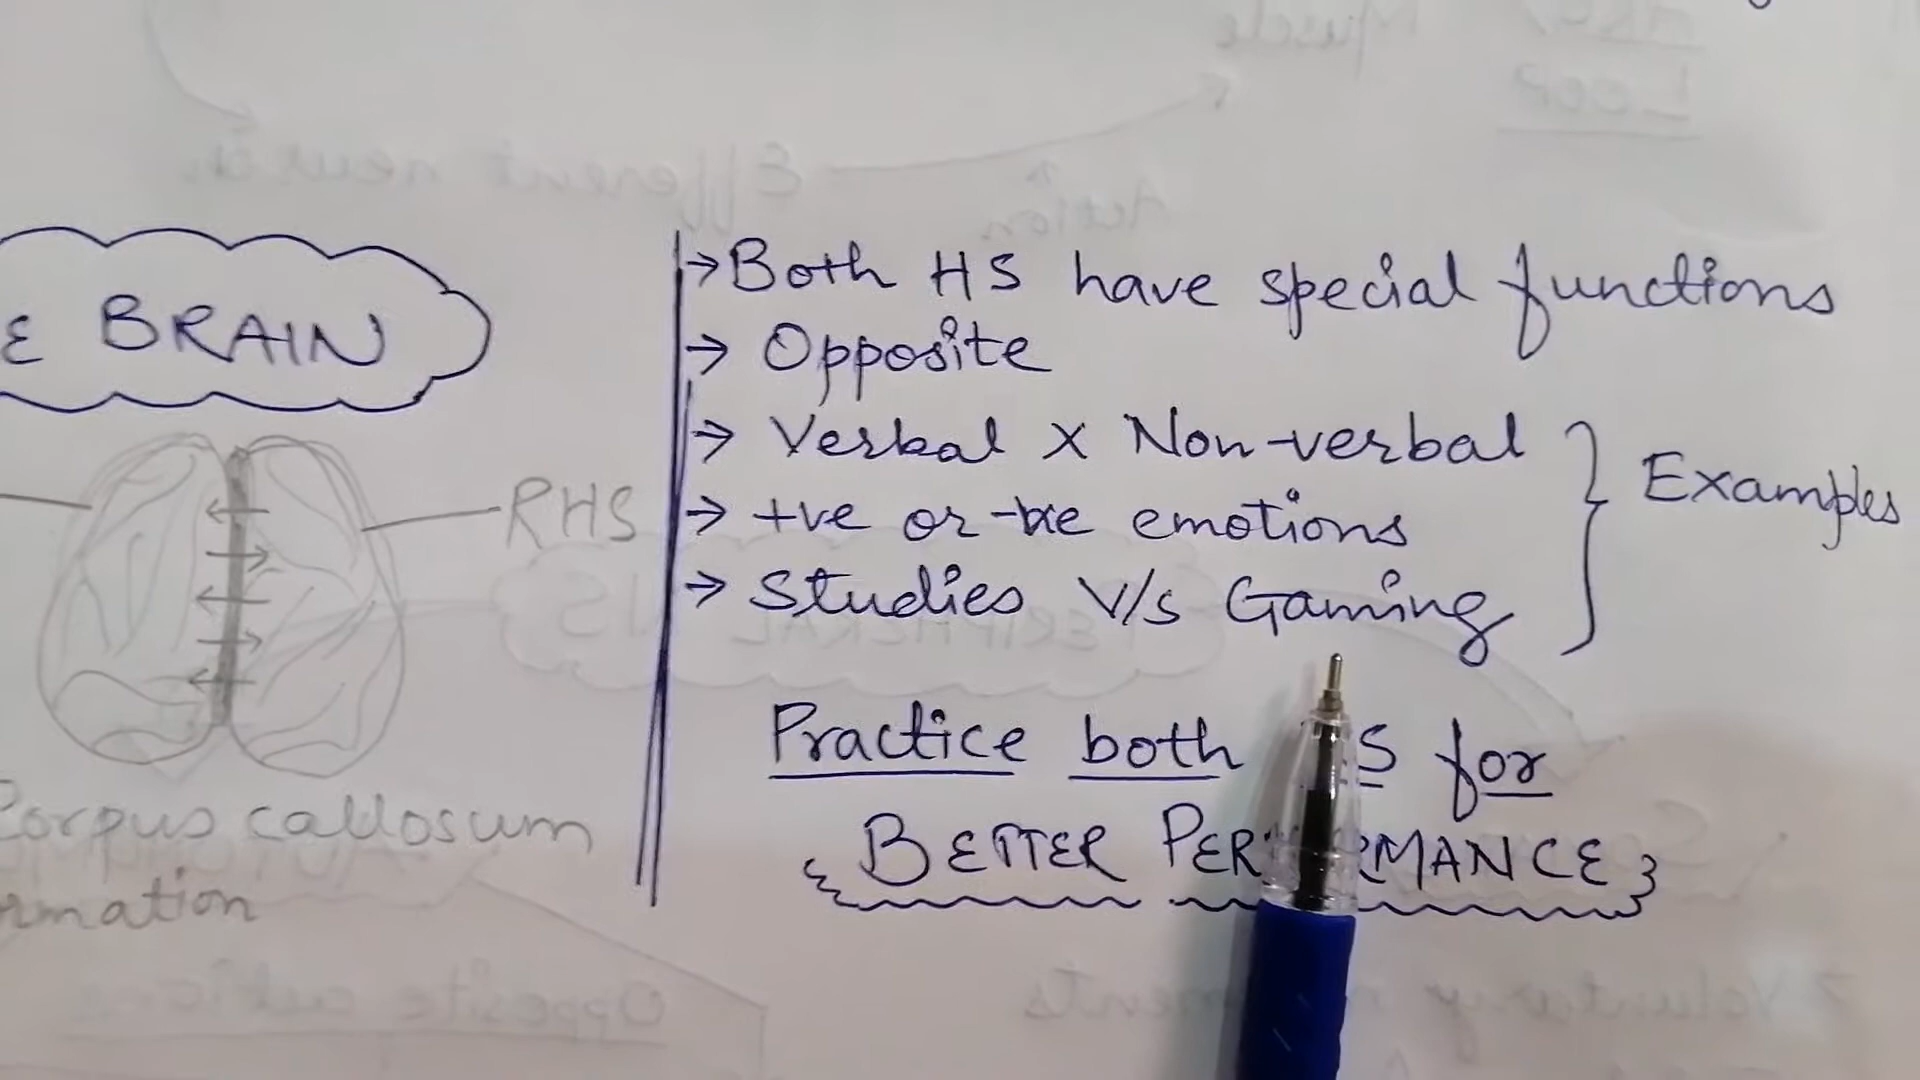 E BRAIN
RHS
Corpus callosum
rmation
→ Both HS have special functions
→ Opposite
→ Verbal x Non-verbal
→ +ve or -ve emotions
→ Studies V/s Gaming
Examples
Practice both for
BETTER PERFORMANCE